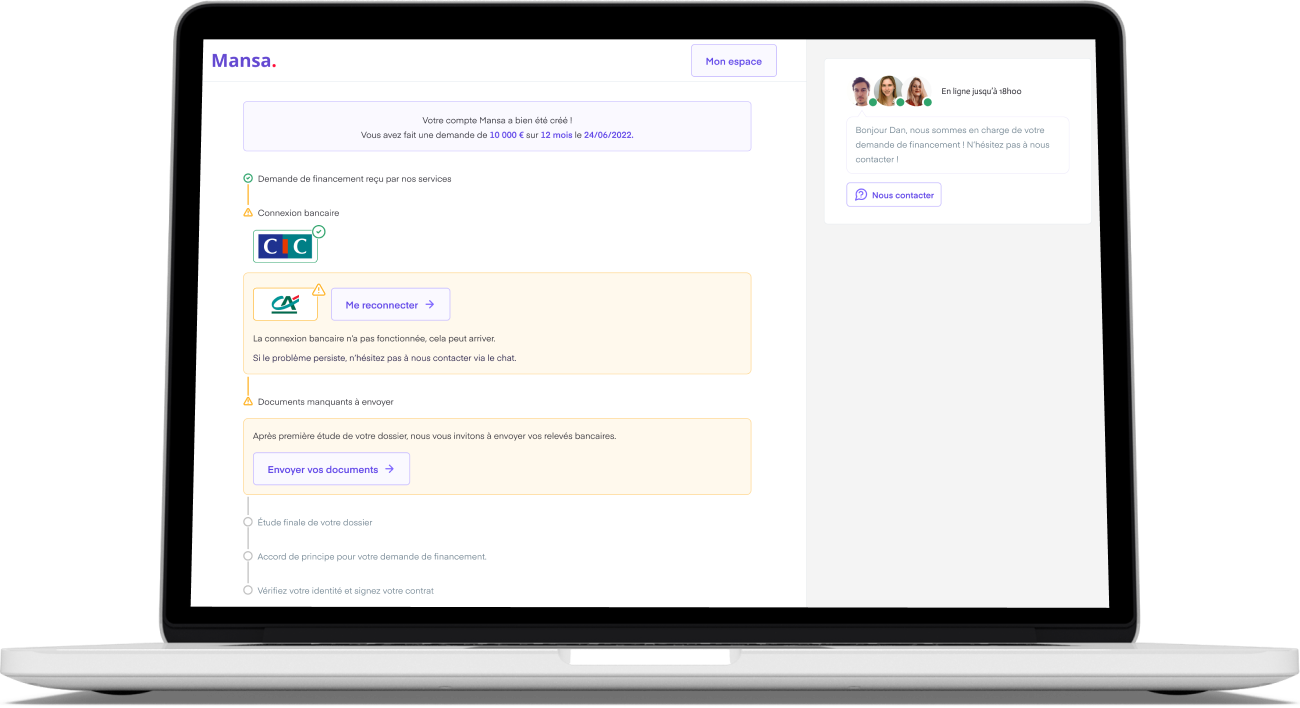 Mansa.
Mon espace
Votre compte Mansa a bien été créé !
Vous avez fait une demande de 10 000 € sur 12 mois le 24/06/2022.
Demande de financement reçu par nos services
Connexion bancaire
CIC
CA
Me reconnecter
La connexion bancaire n'a pas fonctionnée, cela peut arriver.
Si le problème persiste, n'hésitez pas à nous contacter via le chat.
Documents manquants à envoyer
Après première étude de votre dossier, nous vous invitons à envoyer vos relevés bancaires.
Envoyer vos documents
Étude finale de votre dossier
Accord de principe pour votre demande de financement.
Vérifiez votre identité et signez votre contrat
En ligne jusqu'à 18h00
Bonjour Dan, nous sommes en charge de votre
demande de financement ! N'hésitez pas à nous
contacter !
Nous contacter